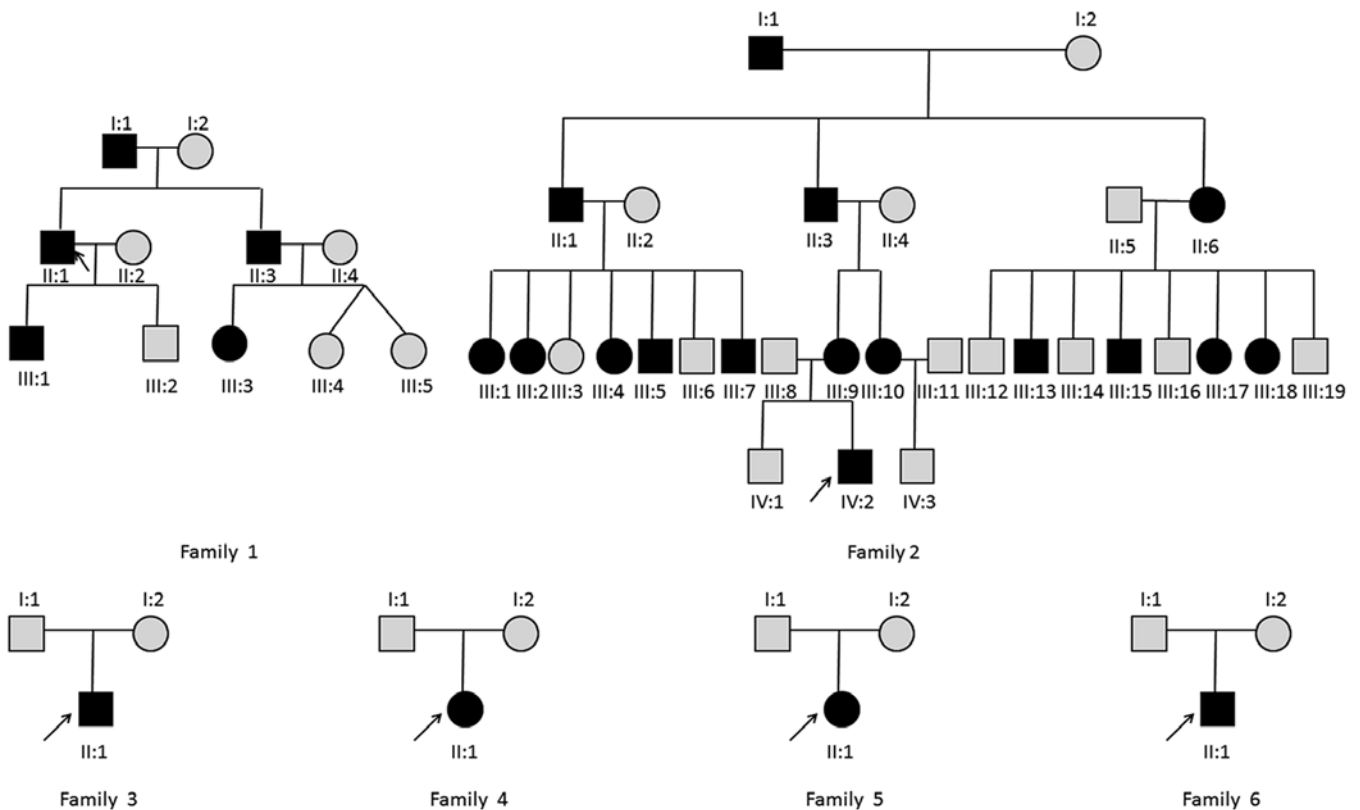 I:1 I:2
II:1 II:2 II:3 II:4
III:1 III:2 III:3 III:4 III:5
Family 1
I:1 I:2
II:1 II:2 II:3 II:4 II:5 II:6
III:1 III:2 III:3 III:4 III:5 III:6 III:7 III:8 III:9 III:10 III:11 III:12 III:13 III:14 III:15 III:16 III:17 III:18 III:19
IV:1 IV:2 IV:3
Family 2
I:1 I:2
II:1
Family 3
I:1 I:2
II:1
Family 4
I:1 I:2
II:1
Family 5
I:1 I:2
II:1
Family 6